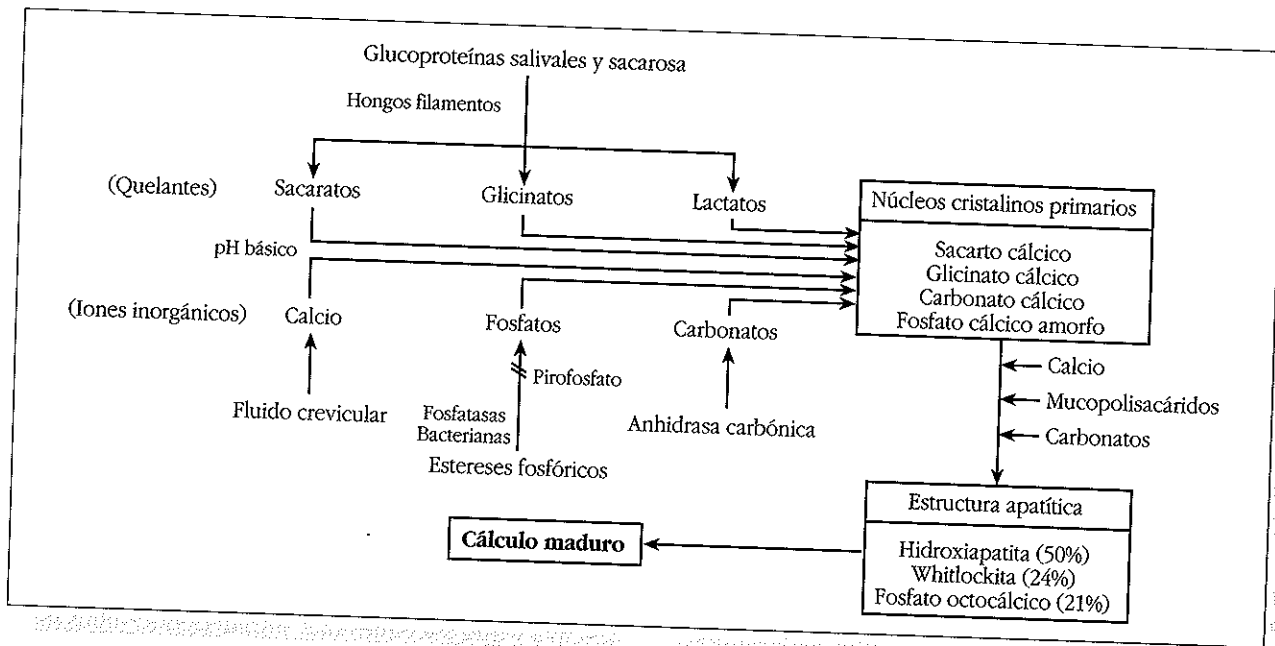 Glucoproteínas salivales y sacarosa
Hongos filamentos
(Quelantes)
Sacaratos
Glicinatos
Lactatos
pH básico
(Iones inorgánicos)
Calcio
Fosfatos
Carbonatos
Pirofosfato
Fluido crevicular
Fosfatasas
Bacterianas
Anhidrasa carbónica
Estereses fosfóricos
Núcleos cristalinos primarios
Sacarto cálcico
Glicinato cálcico
Carbonato cálcico
Fosfato cálcico amorfo
Calcio
Mucopolisacáridos
Carbonatos
Estructura apatítica
Hidroxiapatita (50%)
Whitlockita (24%)
Fosfato octocálcico (21%)
Cálculo maduro